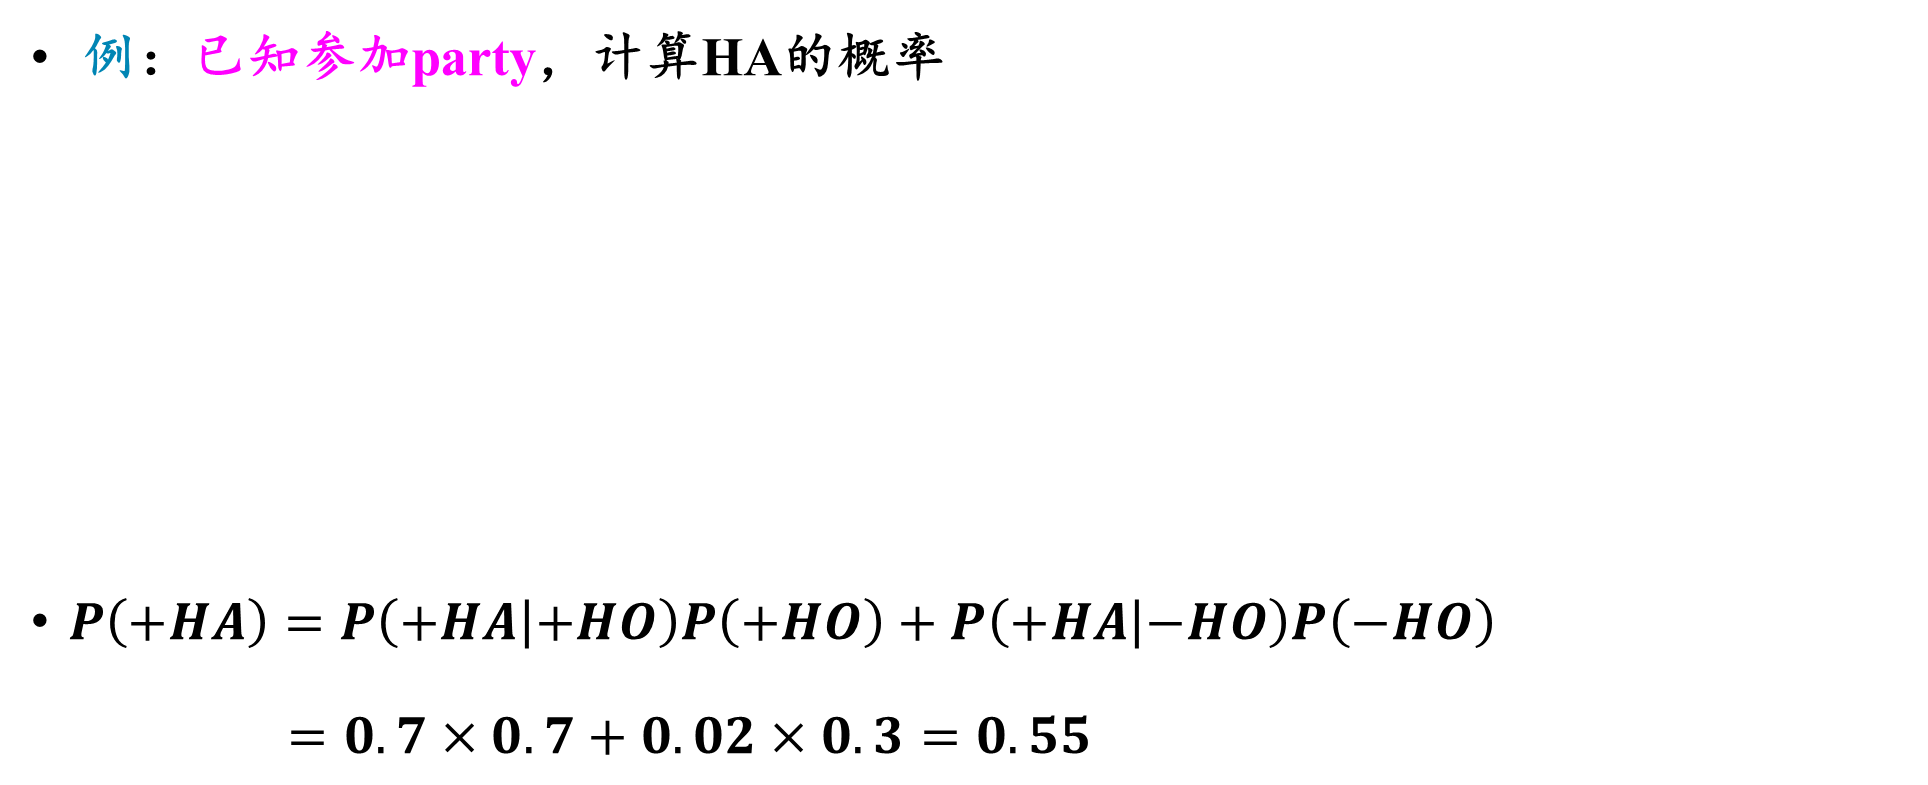 • 例：已知参加party，计算HA的概率
• P(+HA) = P(+HA|+HO)P(+HO) + P(+HA|−HO)P(−HO)
= 0.7 × 0.7 + 0.02 × 0.3 = 0.55